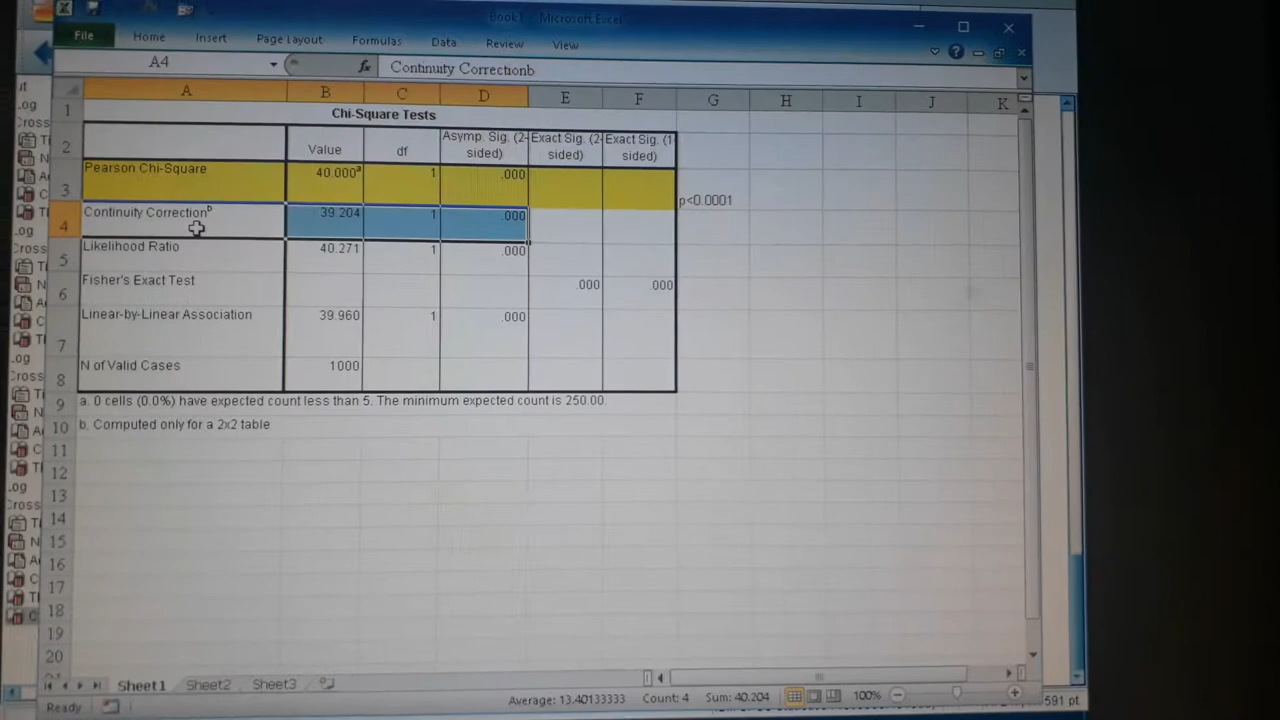 Book1 - Microsoft Excel
File Home Insert Page Layout Formulas Data Review View
A4 fx Continuity Correctionb
A B C D E F G H I J K
1 Chi-Square Tests
2 Value df Asymp. Sig. (2-sided) Exact Sig. (2-sided) Exact Sig. (1 sided)
3 Pearson Chi-Square 40.000a 1 .000
p<0.0001
4 Continuity Correctionb 39.204 1 .000
5 Likelihood Ratio 40.271 1 .000
6 Fisher's Exact Test .000 .000
7 Linear-by-Linear Association 39.960 1 .000
8 N of Valid Cases 1000
9 a. 0 cells (0.0%) have expected count less than 5. The minimum expected count is 250.00.
10 b. Computed only for a 2x2 table
11
12
13
14
15
16
17
18
19
20
Sheet1 Sheet2 Sheet3
Ready Average: 13.40133333 Count: 4 Sum: 40.204 100%
591 pt